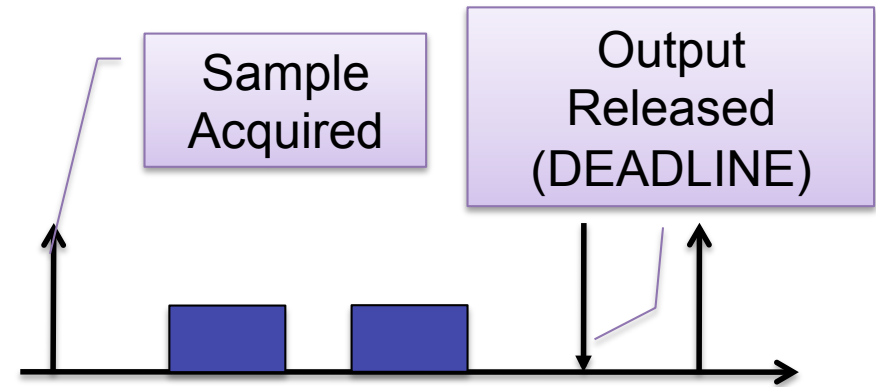 Sample
Acquired
Output
Released
(DEADLINE)